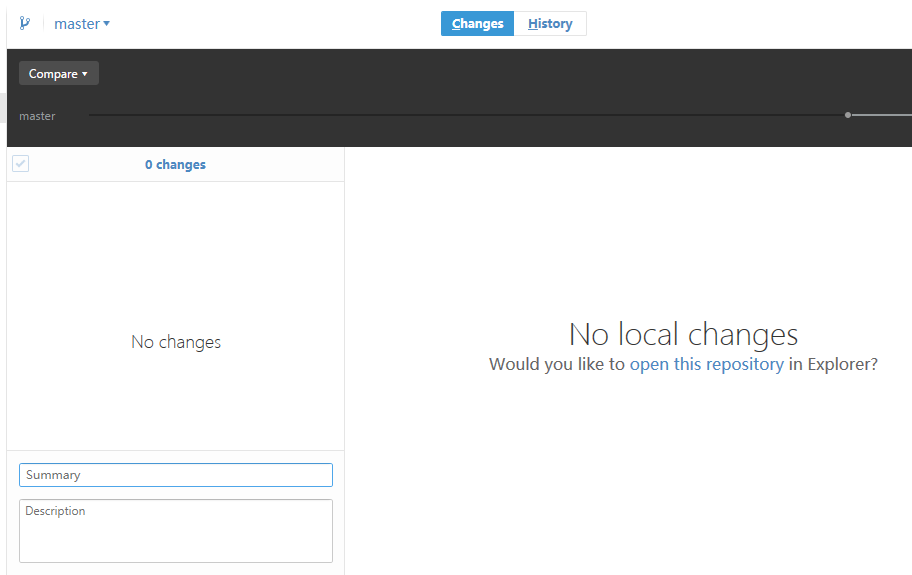 master
Changes
History
Compare
master
0 changes
No changes
No local changes
Would you like to open this repository in Explorer?
Summary
Description